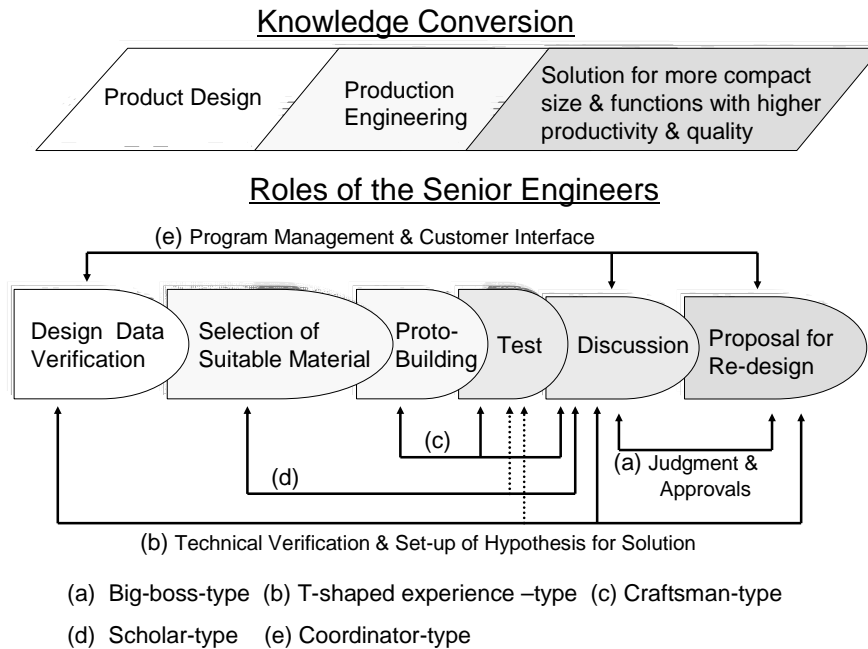 Knowledge Conversion
Product Design
Production
Engineering
Solution for more compact
size & functions with higher
productivity & quality
Roles of the Senior Engineers
(e) Program Management & Customer Interface
Design Data
Verification
Selection of
Suitable Material
Proto-
Building
Test
Discussion
Proposal for
Re-design
(c)
(d)
(a) Judgment &
Approvals
(b) Technical Verification & Set-up of Hypothesis for Solution
(a) Big-boss-type (b) T-shaped experience –type (c) Craftsman-type
(d) Scholar-type (e) Coordinator-type